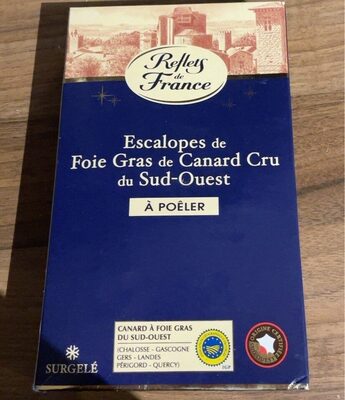 Reflets
de
France
Escalopes de
Foie Gras de Canard Cru
du Sud-Ouest
À POÊLER
CANARD À FOIE GRAS
DU SUD-OUEST
(CHALOSSE - GASCOGNE
GERS - LANDES
PÉRIGORD - QUERCY)
SURGELÉ